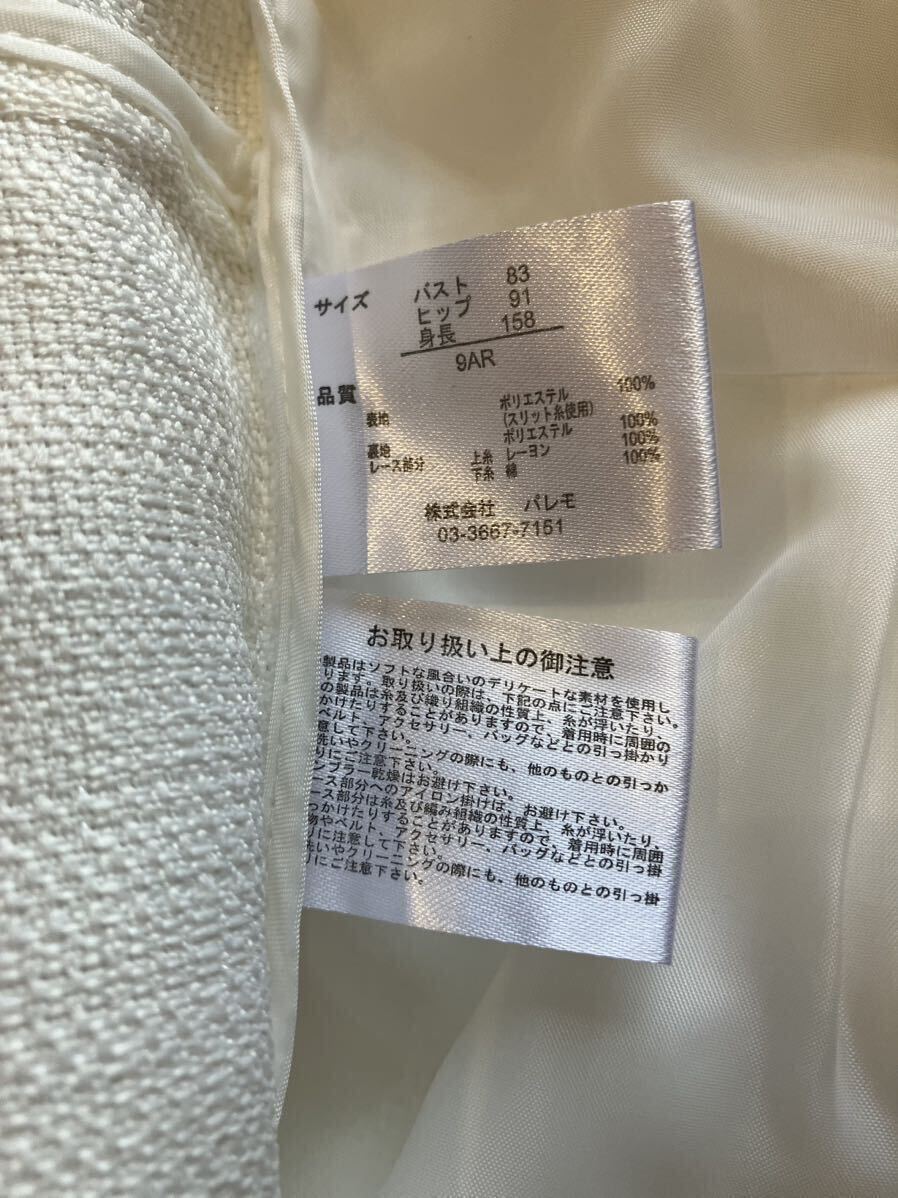 サイズ バスト 83
ヒップ 91
身長 158
9AR
品質
表地 ポリエステル 100%
(スリット糸使用)
裏地 ポリエステル 100%
レース部分 上糸 レーヨン 100%
下糸 綿 100%
株式会社 パレモ
03-3667-7151
お取り扱い上の御注意
製品はソフトな風合いのデリケートな素材を使用し
ります。取り扱いの際は、下記の点にご注意下さい。
の製品は糸及び織り組織の性質上、糸が浮いたり、
かけたりすることがありますので、着用時に周囲の
ベルト、アクセサリー、バッグなどとの引っ掛かり
意して下さい。
洗いやクリーニングの際にも、他のものとの引っか
りにご注意下さい。
ンブラー乾燥はお避け下さい。
ース部分へのアイロン掛けは、お避け下さい。
ース部分は糸及び編み組織の性質上、糸が浮いたり、
っかけたりすることがありますので、着用時に周囲
物やベルト、アクセサリー、バッグなどとの引っ掛
りに注意して下さい。
洗いやクリーニングの際にも、他のものとの引っ掛
りにご注意下さい。